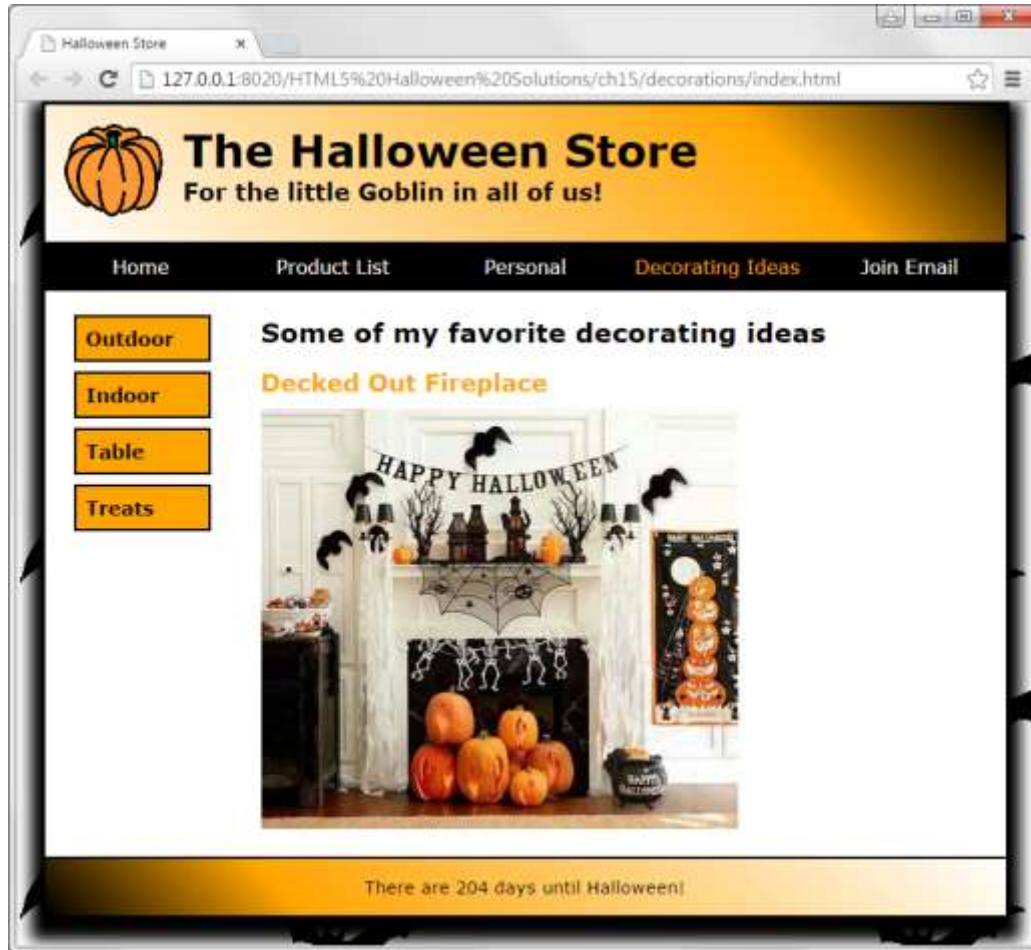 Halloween Store
127.0.0.1:8020/HTML5%20Halloween%20Solutions/ch15/decorations/index.html
The Halloween Store
For the little Goblin in all of us!
Home Product List Personal Decorating Ideas Join Email
Outdoor
Indoor
Table
Treats
Some of my favorite decorating ideas
Decked Out Fireplace
HAPPY HALLOWEEN
HAPPY HALLOWEEN
There are 204 days until Halloween!